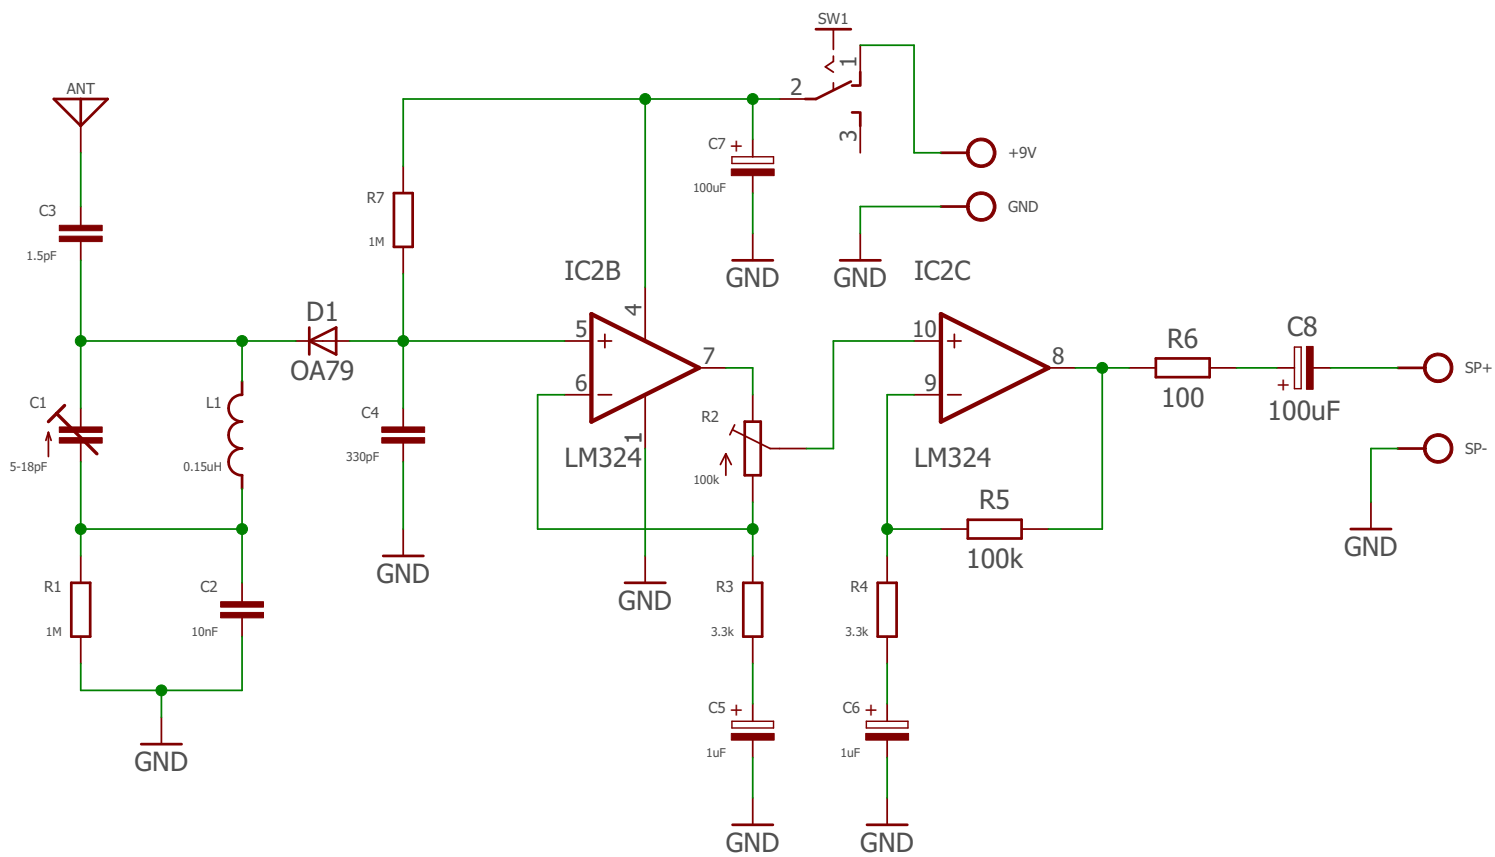 SW1
ANT
2
1
3
C7
+
100uF
+9V
GND
R7
1M
C3
1.5pF
GND
GND
IC2B
IC2C
D1
OA79
5
+
4
7
6
−
1
LM324
10
+
8
9
−
LM324
R6
100
C8
+
100uF
SP+
SP-
C1
5-18pF
L1
0.15uH
C4
330pF
R2
100k
R5
100k
GND
GND
GND
R1
1M
C2
10nF
R3
3.3k
R4
3.3k
C5
+
1uF
C6
+
1uF
GND
GND
GND